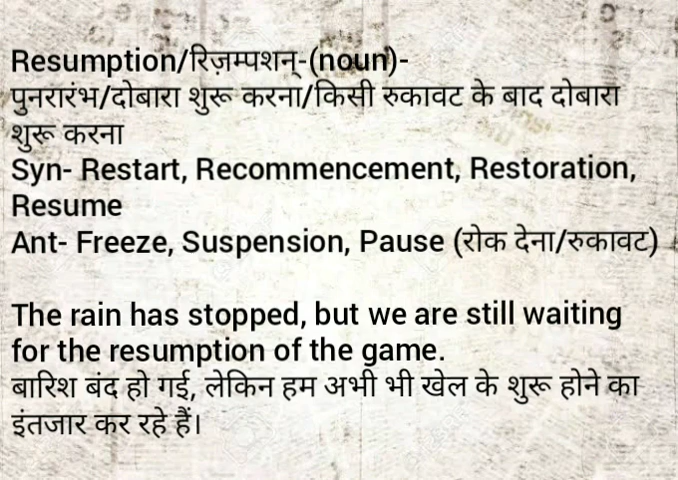 Resumption/रिज़म्पशन्-(noun)-
पुनरारंभ/दोबारा शुरू करना/किसी रुकावट के बाद दोबारा
शुरू करना
Syn- Restart, Recommencement, Restoration,
Resume
Ant- Freeze, Suspension, Pause (रोक देना/रुकावट)
The rain has stopped, but we are still waiting
for the resumption of the game.
बारिश बंद हो गई, लेकिन हम अभी भी खेल के शुरू होने का
इंतजार कर रहे हैं।